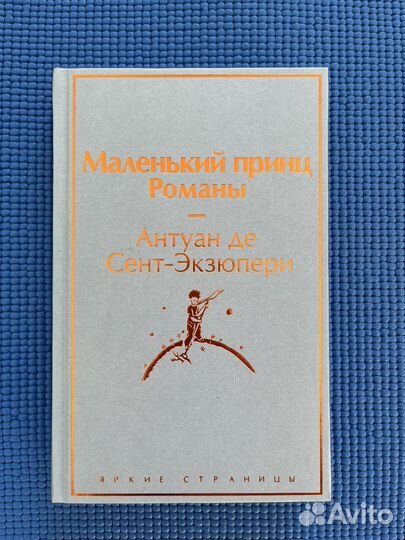 Маленький принц
Романы
—
Антуан де
Сент-Экзюпери
ЯРКИЕ СТРАНИЦЫ
Avito